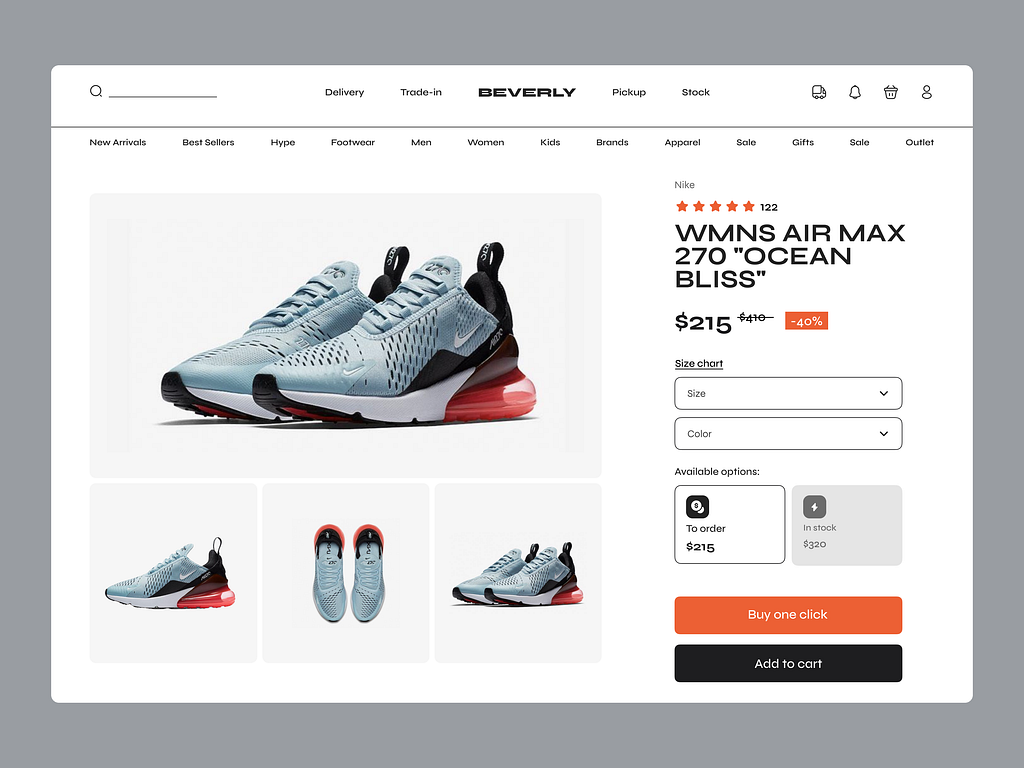 Delivery Trade-in BEVERLY Pickup Stock
New Arrivals Best Sellers Hype Footwear Men Women Kids Brands Apparel Sale Gifts Sale Outlet
Nike
122
WMNS AIR MAX
270 "OCEAN
BLISS"
$215 $410 -40%
Size chart
Size
Color
Available options:
To order
$215
In stock
$320
Buy one click
Add to cart